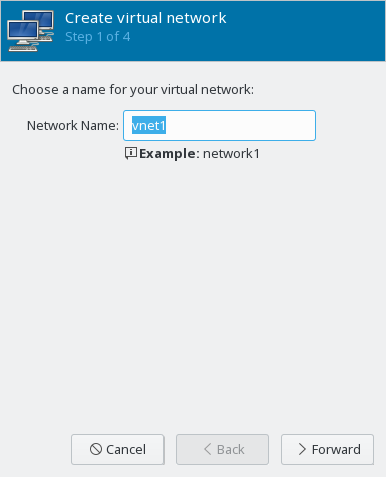 Create virtual network
Step 1 of 4
Choose a name for your virtual network:
Network Name: vnet1
Example: network1
Cancel Back Forward